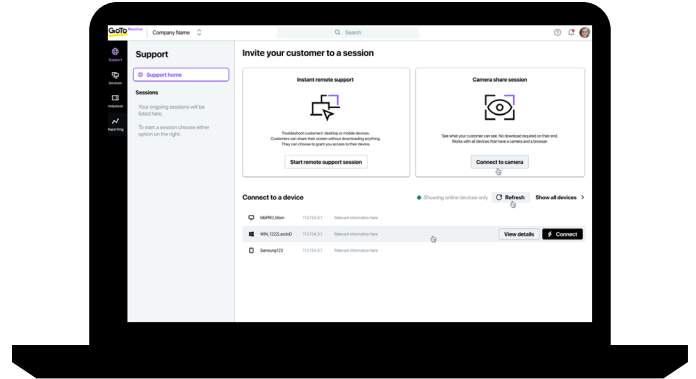 GoTo Resolve
Company Name
Search
Support
Services
Helpdesk
Reporting
Support
Support home
Sessions
Your ongoing sessions will be
listed here.
To start a session choose either
option on the right.
Invite your customer to a session
Instant remote support
Troubleshoot customers' desktop or mobile devices.
Customers can share their screen without downloading anything.
They can choose to grant you access to their device.
Start remote support session
Camera share session
See what your customer can see. No download required on their end.
Works with all devices that have a camera and a browser.
Connect to camera
Connect to a device
Showing online devices only
Refresh
Show all devices
Relevant information here
Relevant information here
View details
Connect
Samsung123
Relevant information here